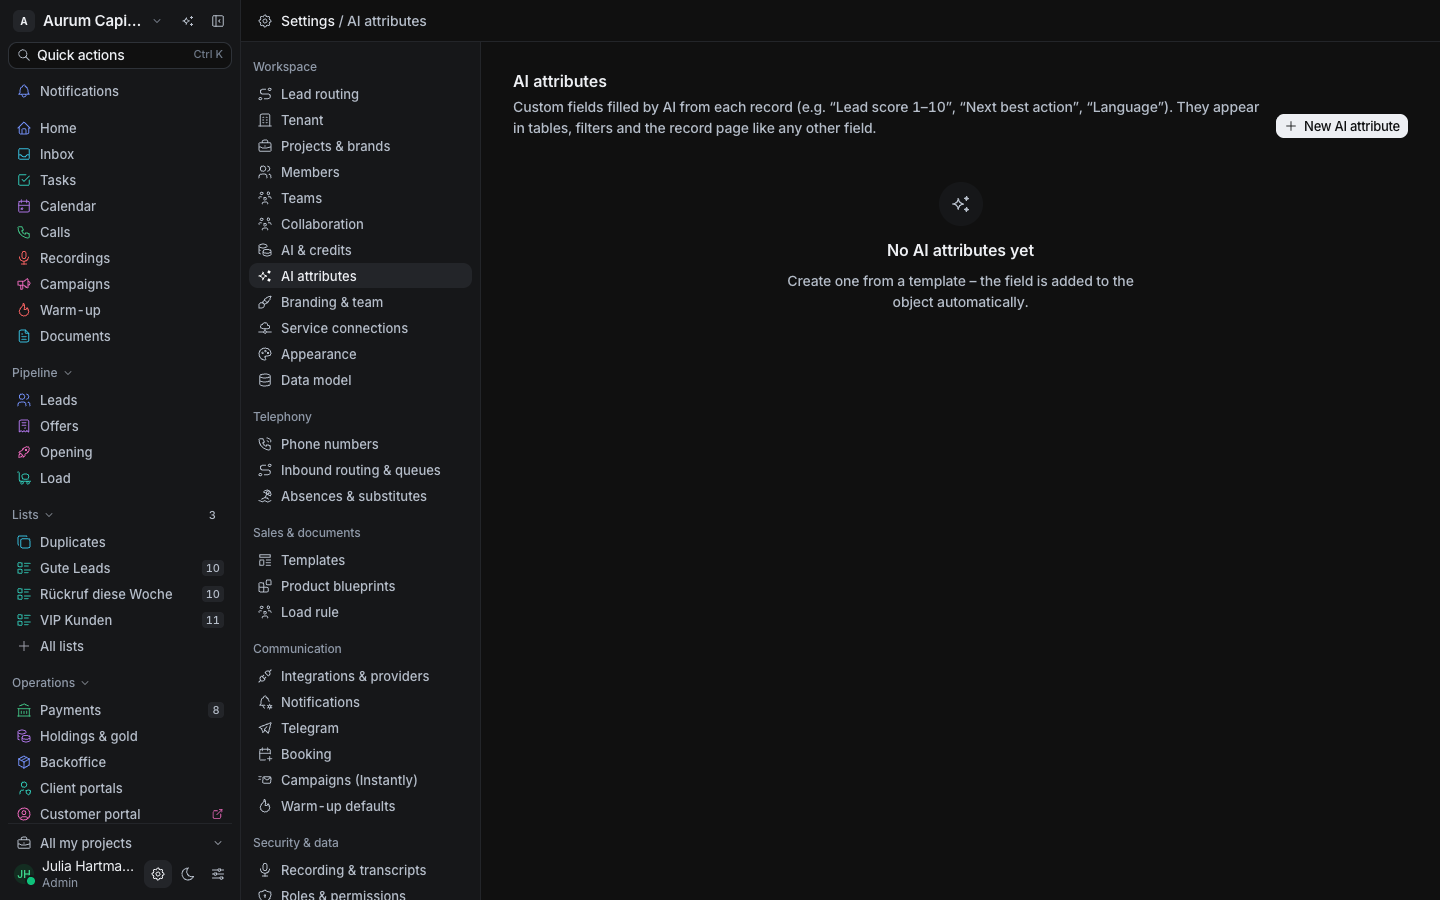 A
Aurum Capi...
Quick actions
Ctrl K
Notifications
Home
Inbox
Tasks
Calendar
Calls
Recordings
Campaigns
Warm-up
Documents
Pipeline
Leads
Offers
Opening
Load
Lists
3
Duplicates
Gute Leads
10
Rückruf diese Woche
10
VIP Kunden
11
All lists
Operations
Payments
8
Holdings & gold
Backoffice
Client portals
Customer portal
All my projects
JH
Julia Hartma...
Admin
Settings / AI attributes
Workspace
Lead routing
Tenant
Projects & brands
Members
Teams
Collaboration
AI & credits
AI attributes
Branding & team
Service connections
Appearance
Data model
Telephony
Phone numbers
Inbound routing & queues
Absences & substitutes
Sales & documents
Templates
Product blueprints
Load rule
Communication
Integrations & providers
Notifications
Telegram
Booking
Campaigns (Instantly)
Warm-up defaults
Security & data
Recording & transcripts
Roles & permissions
AI attributes
Custom fields filled by AI from each record (e.g. “Lead score 1–10”, “Next best action”, “Language”). They appear
in tables, filters and the record page like any other field.
New AI attribute
No AI attributes yet
Create one from a template – the field is added to the
object automatically.